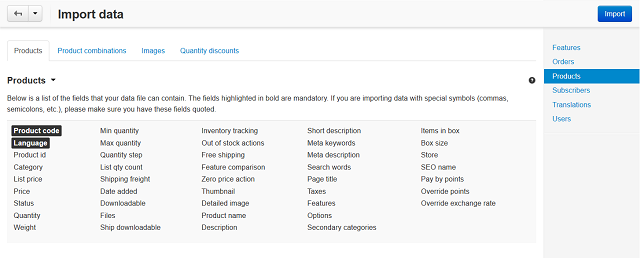 Import data
Import
Products Product combinations Images Quantity discounts
Features
Orders
Products
Subscribers
Translations
Users
Products
Below is a list of the fields that your data file can contain. The fields highlighted in bold are mandatory. If you are importing data with special symbols (commas,
semicolons, etc.), please make sure you have these fields quoted.
Product code Min quantity Inventory tracking Short description Items in box
Language Max quantity Out of stock actions Meta keywords Box size
Product id Quantity step Free shipping Meta description Store
Category List qty count Feature comparison Search words SEO name
List price Shipping freight Zero price action Page title Pay by points
Price Date added Thumbnail Taxes Override points
Status Downloadable Detailed image Features Override exchange rate
Quantity Files Product name Options
Weight Ship downloadable Description Secondary categories